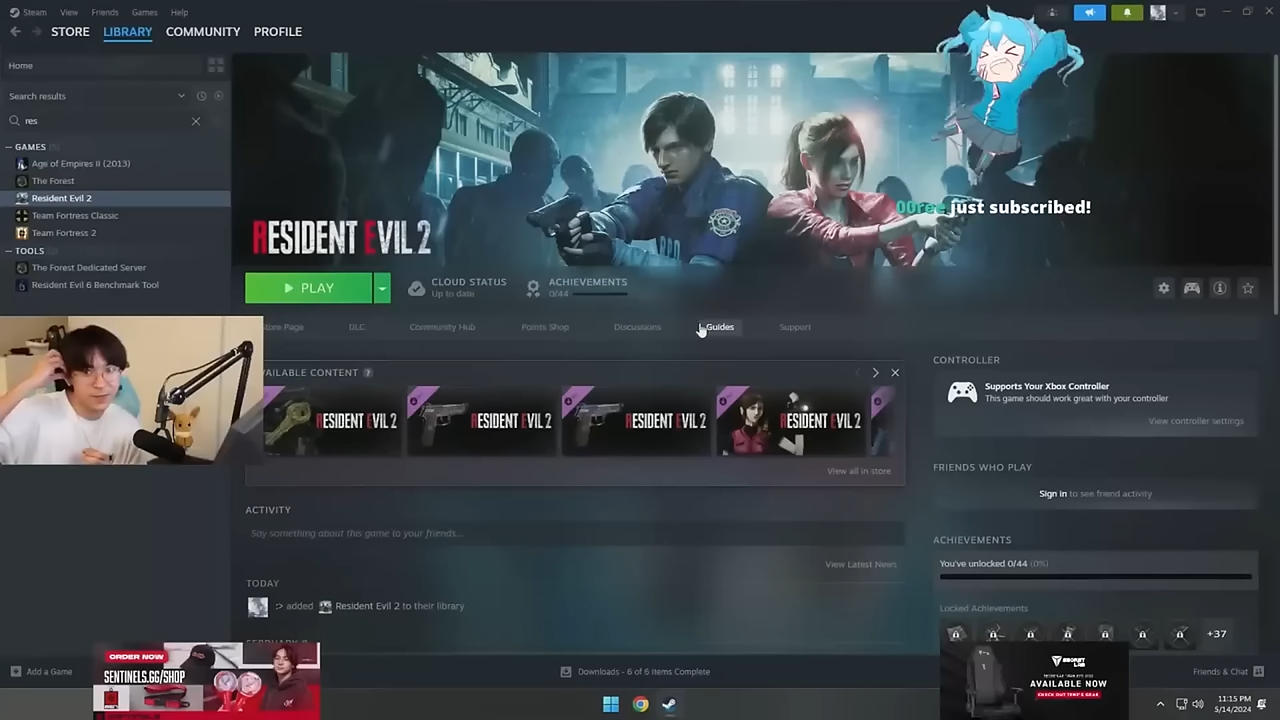 Steam View Friends Games Help
STORE LIBRARY COMMUNITY PROFILE
Home
Search results
res
GAMES
Age of Empires II (2013)
The Forest
Resident Evil 2
Team Fortress Classic
Team Fortress 2
TOOLS
The Forest Dedicated Server
Resident Evil 6 Benchmark Tool
RESIDENT EVIL 2
00ree just subscribed!
PLAY
CLOUD STATUS
Up to date
ACHIEVEMENTS
0/44
Page DLC Community Hub Points Shop Discussions Guides Support
CONTENT ?
RESIDENT EVIL 2
RESIDENT EVIL 2
RESIDENT EVIL 2
RESIDENT EVIL 2
View all in store
ACTIVITY
Say something about this game to your friends...
View Latest News
TODAY
:> added Resident Evil 2 to their library
CONTROLLER
Supports Your Xbox Controller
This game should work great with your controller
View controller settings
FRIENDS WHO PLAY
Sign in to see friend activity
ACHIEVEMENTS
You've unlocked 0/44 (0%)
Locked Achievements
+37
Add a Game
Downloads - 6 of 6 Items Complete
Friends & Chat
ORDER NOW
SENTINELS.GG/SHOP
SECRET LAB
AVAILABLE NOW
11:15 PM
5/14/2024